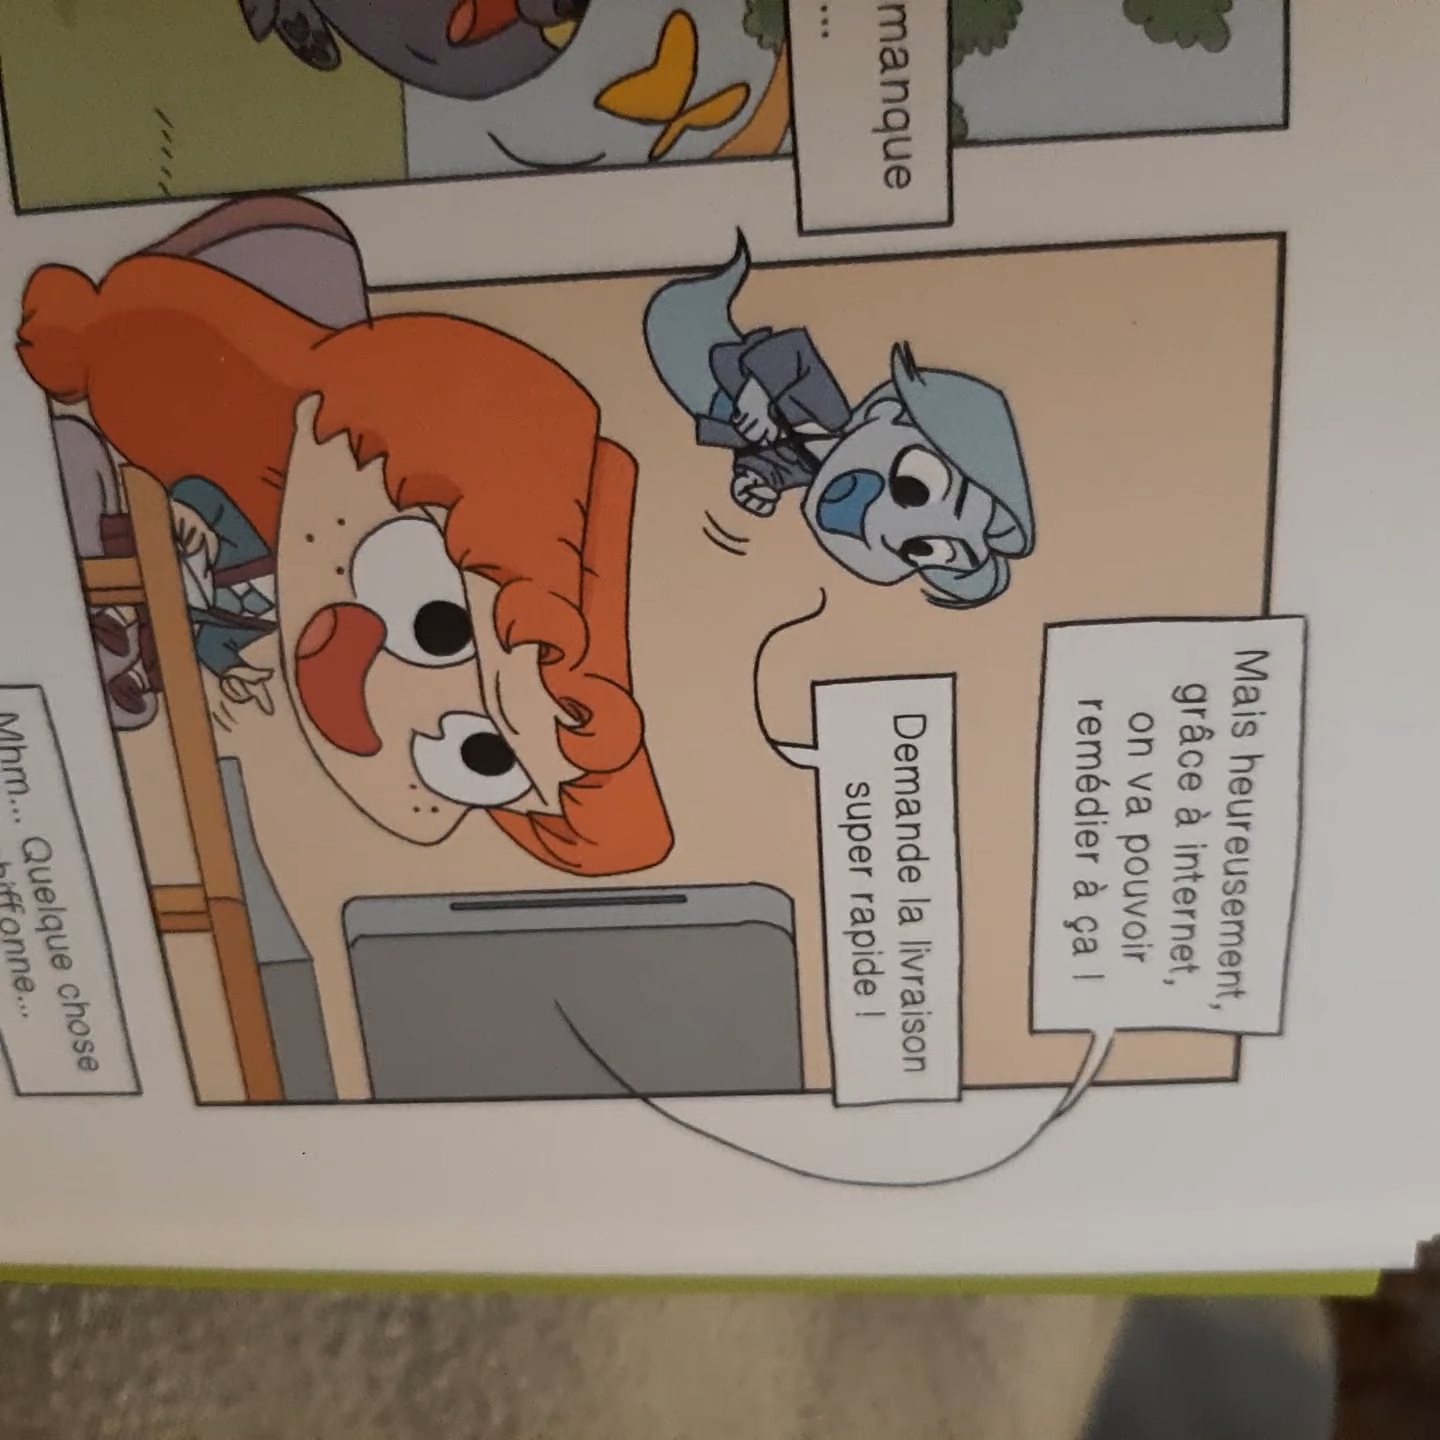 manque
...
Mais heureusement,
grâce à internet,
on va pouvoir
remédier à ça !
Demande la livraison
super rapide !
Mhm... Quelque chose